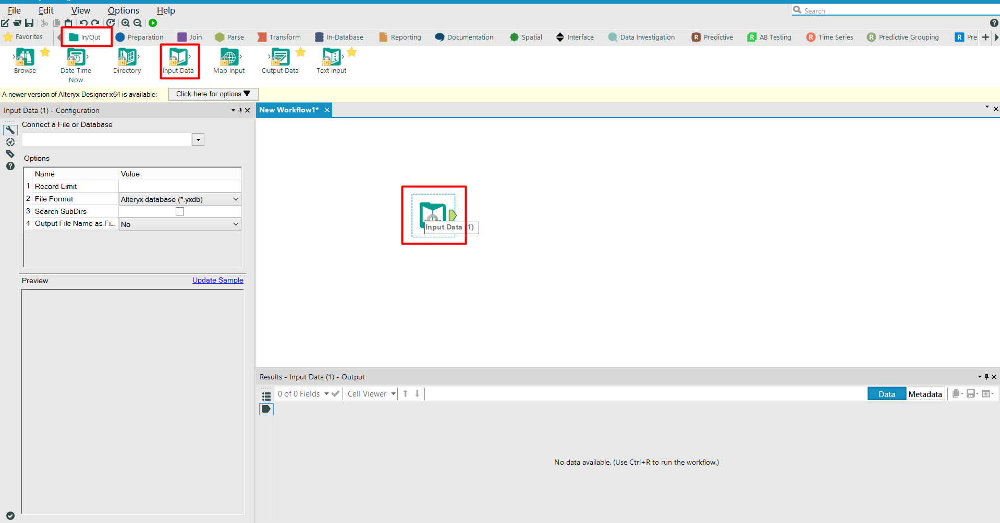 File Edit View Options Help
Search
Favorites In/Out Preparation Join Parse Transform In-Database Reporting Documentation Spatial Interface Data Investigation R Predictive R AB Testing R Time Series R Predictive Grouping R Pre
Browse Date Time Now Directory Input Data Map Input Output Data Text Input
A newer version of Alteryx Designer x64 is available: Click here for options
Input Data (1) - Configuration
New Workflow1*
Connect a File or Database
Options
Name Value
1 Record Limit
2 File Format Alteryx database (*.yxdb)
3 Search SubDirs
4 Output File Name as Fi... No
Input Data 1)
Preview Update Sample
Results - Input Data (1) - Output
0 of 0 Fields Cell Viewer Data Metadata
No data available. (Use Ctrl+R to run the workflow.)